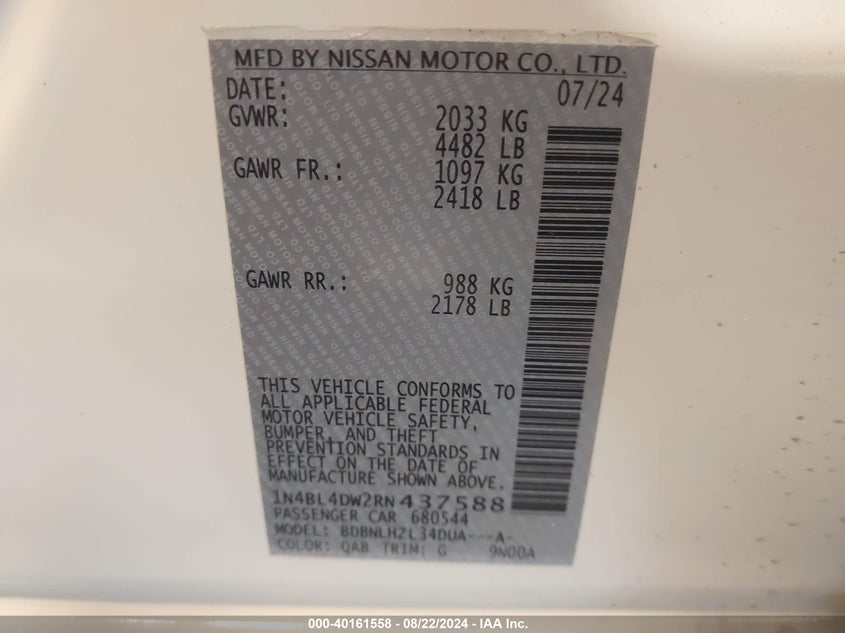 MFD BY NISSAN MOTOR CO., LTD.
DATE: 07/24
GVWR: 2033 KG
4482 LB
GAWR FR.: 1097 KG
2418 LB
GAWR RR.: 988 KG
2178 LB
THIS VEHICLE CONFORMS TO
ALL APPLICABLE FEDERAL
MOTOR VEHICLE SAFETY,
BUMPER, AND THEFT
PREVENTION STANDARDS IN
EFFECT ON THE DATE OF
MANUFACTURE SHOWN ABOVE.
1N4BL4DW2RN437588
PASSENGER CAR 680544
MODEL: BDBNLHZL34DUA---A-
COLOR: QAB TRIM: G 9N00A
000-40161558 - 08/22/2024 - IAA Inc.